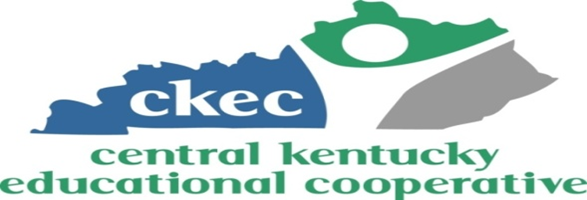 ckec
central kentucky
educational cooperative